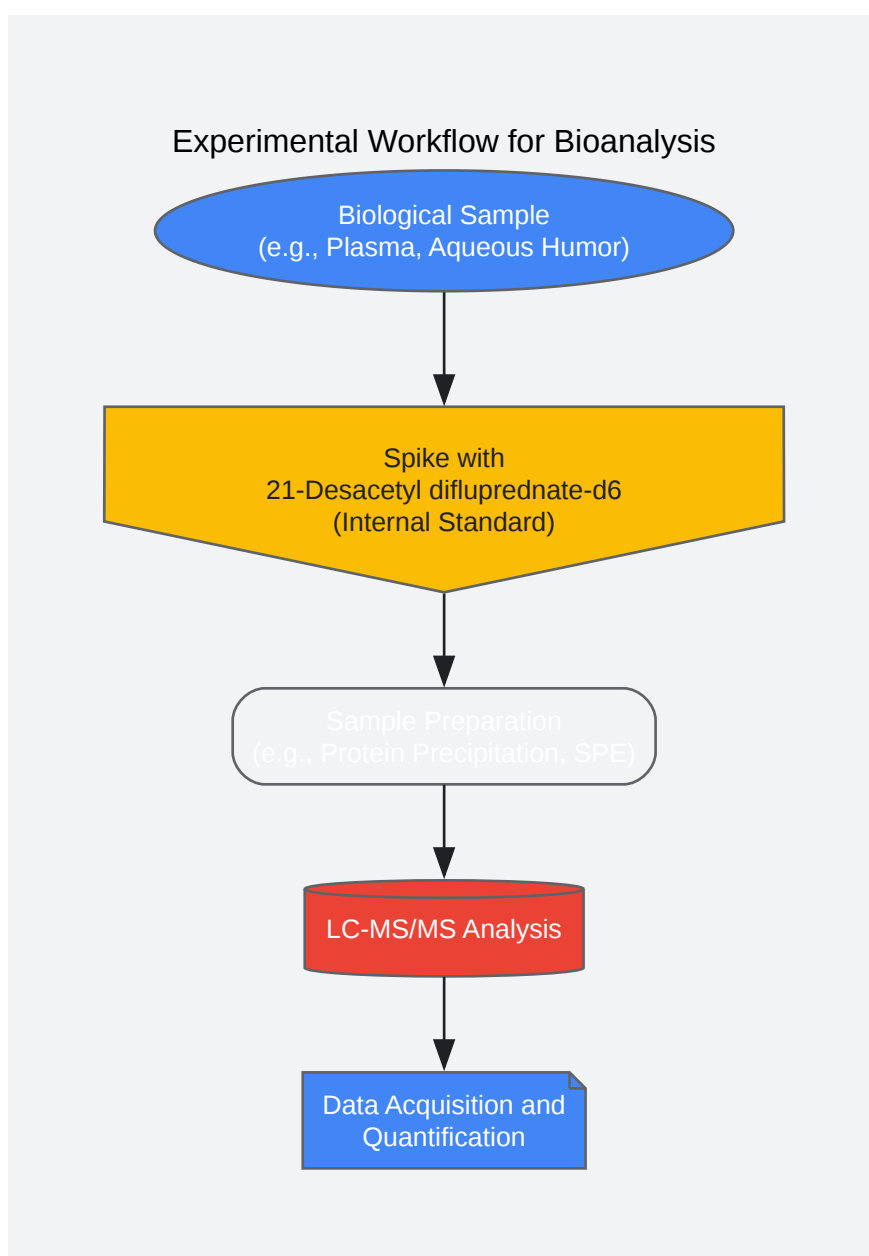 Experimental Workflow for Bioanalysis
Biological Sample
(e.g., Plasma, Aqueous Humor)
Spike with
21-Desacetyl difluprednate-d6
(Internal Standard)
Sample Preparation
(e.g., Protein Precipitation, SPE)
LC-MS/MS Analysis
Data Acquisition and
Quantification